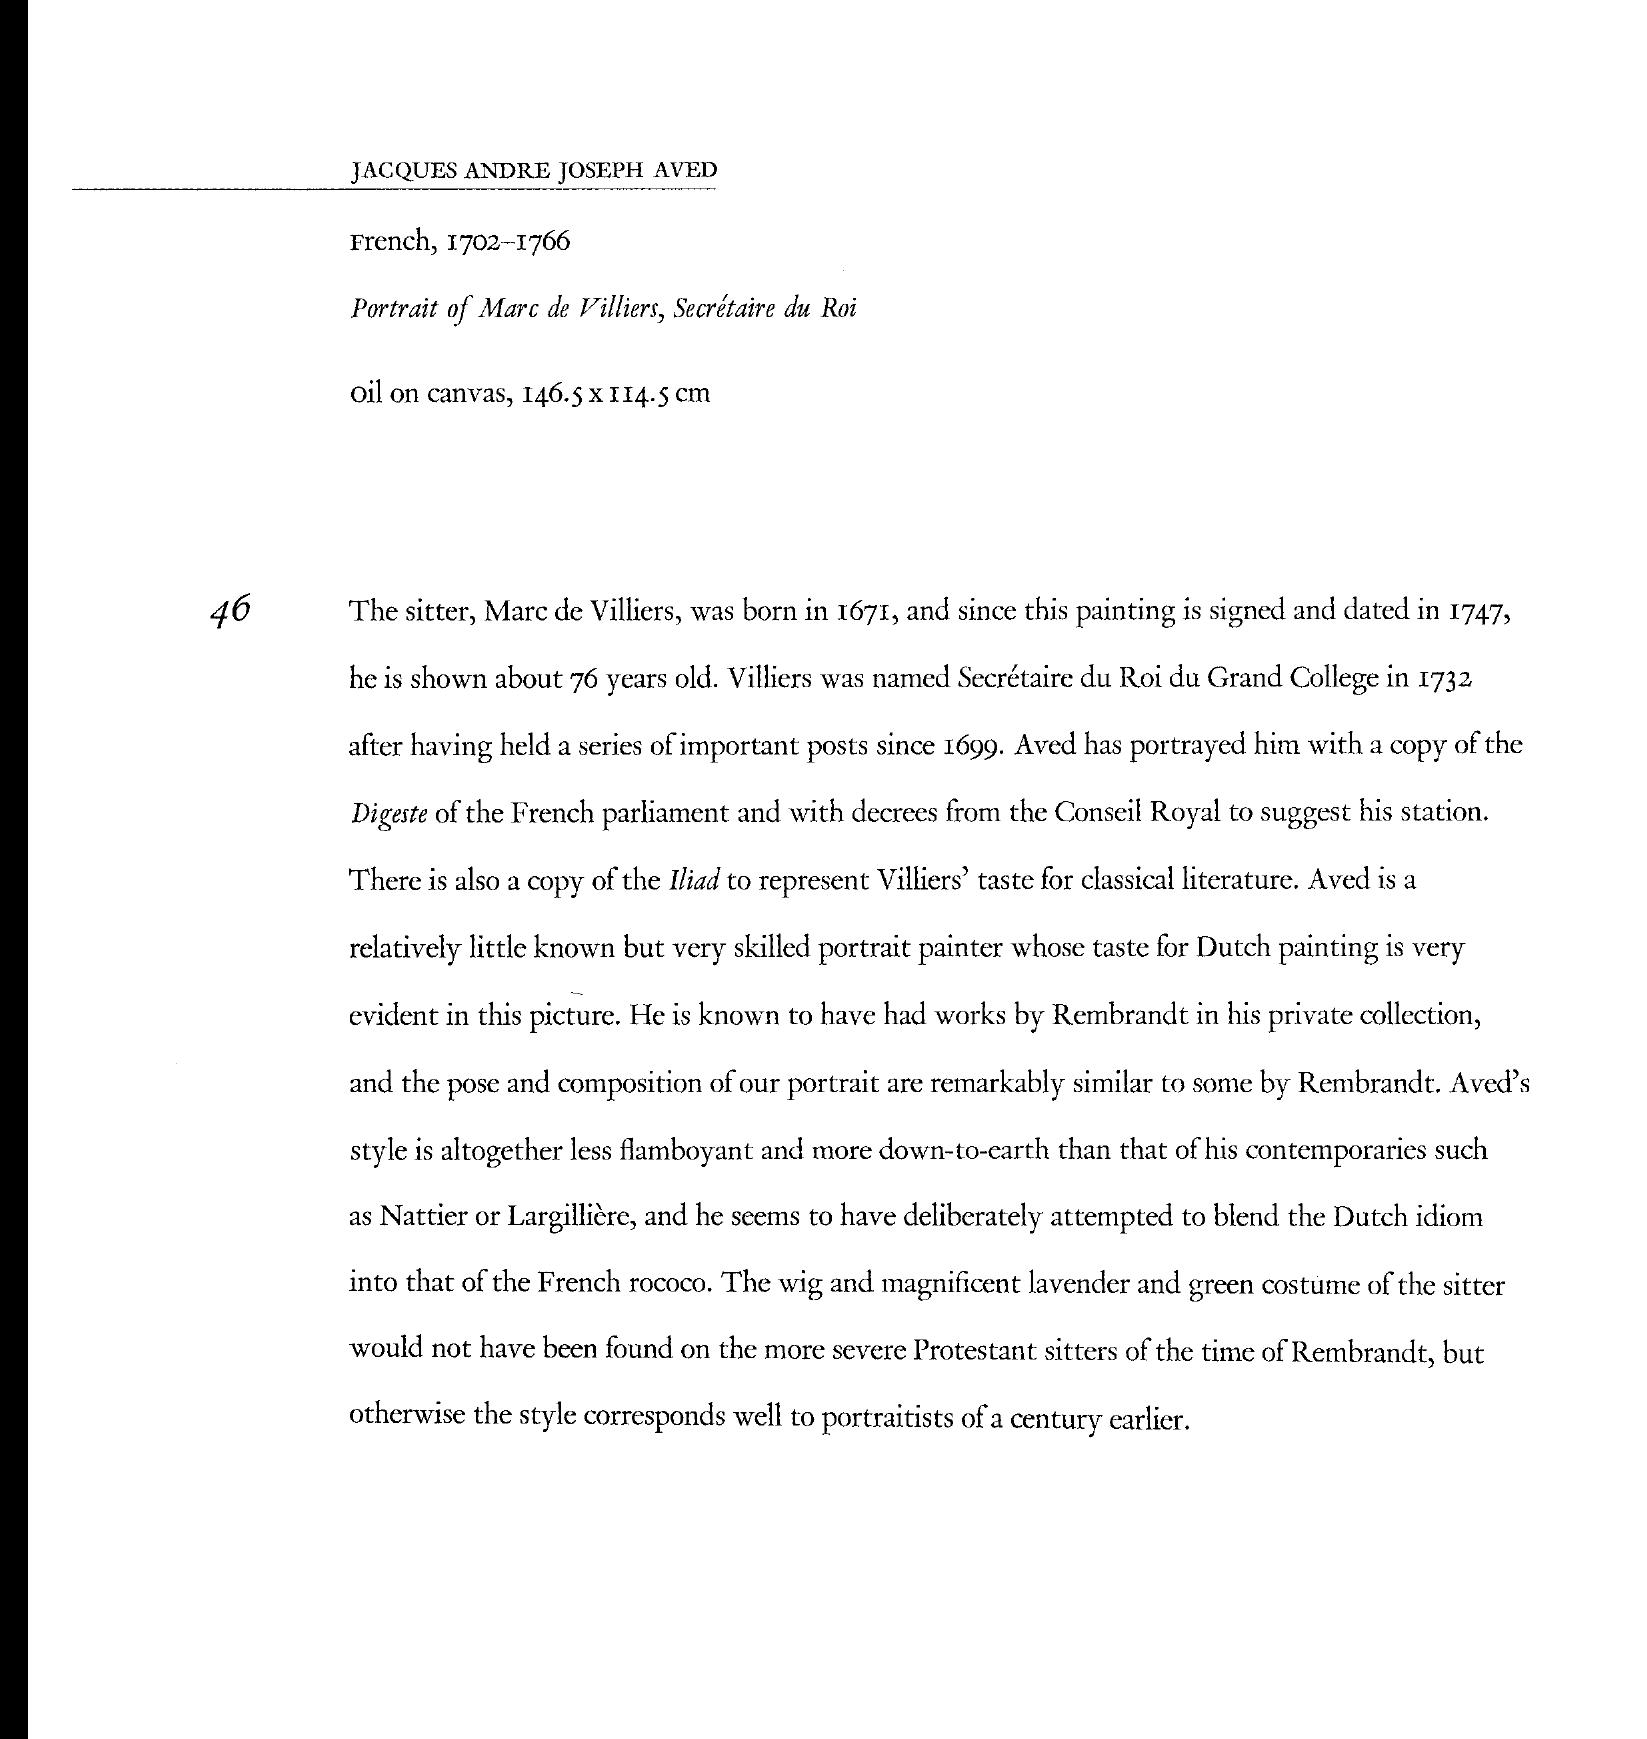 JACQUES ANDRE JOSEPH AVED
French, 1702–1766
Portrait of Marc de Villiers, Secrétaire du Roi
Oil on canvas, 146.5 x 114.5 cm
46
The sitter, Marc de Villiers, was born in 1671, and since this painting is signed and dated in 1747,
he is shown about 76 years old. Villiers was named Secrétaire du Roi du Grand College in 1732
after having held a series of important posts since 1699. Aved has portrayed him with a copy of the
Digeste of the French parliament and with decrees from the Conseil Royal to suggest his station.
There is also a copy of the Iliad to represent Villiers’ taste for classical literature. Aved is a
relatively little known but very skilled portrait painter whose taste for Dutch painting is very
evident in this picture. He is known to have had works by Rembrandt in his private collection,
and the pose and composition of our portrait are remarkably similar to some by Rembrandt. Aved’s
style is altogether less flamboyant and more down-to-earth than that of his contemporaries such
as Nattier or Largillière, and he seems to have deliberately attempted to blend the Dutch idiom
into that of the French rococo. The wig and magnificent lavender and green costume of the sitter
would not have been found on the more severe Protestant sitters of the time of Rembrandt, but
otherwise the style corresponds well to portraitists of a century earlier.